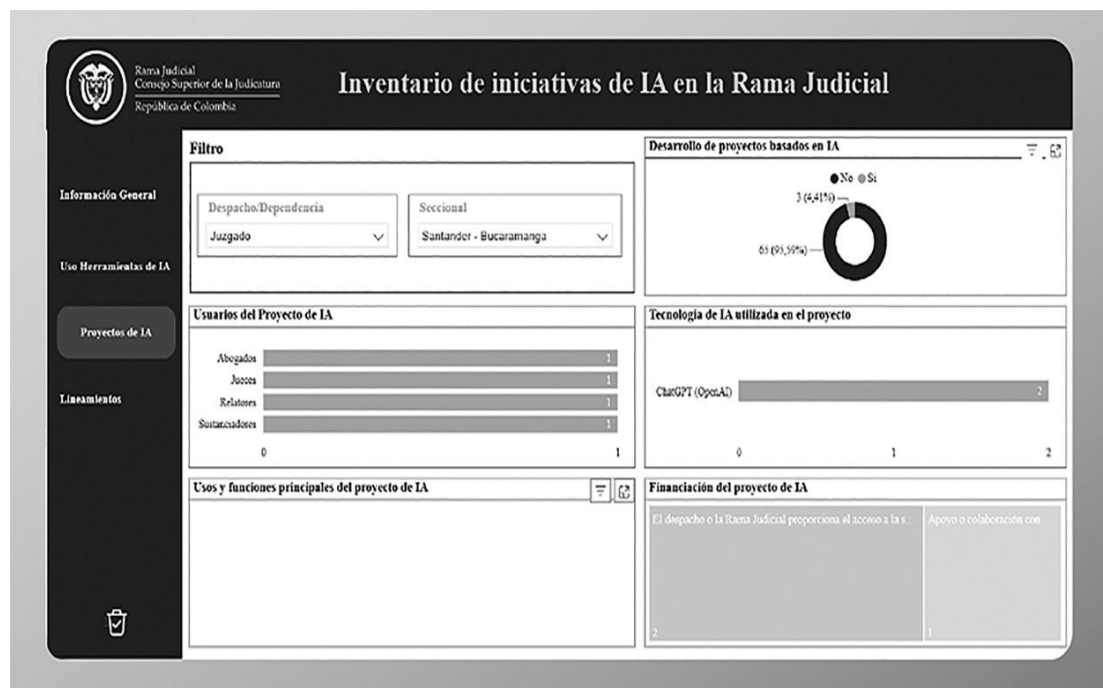 Rama Judicial
Consejo Superior de la Judicatura
República de Colombia
Inventario de iniciativas de IA en la Rama Judicial
Información General
Uso Herramientas de IA
Proyectos de IA
Lineamientos
Filtro
Despacho/Dependencia
Juzgado
Seccional
Santander - Bucaramanga
Desarrollo de proyectos basados en IA
No Si
3 (4,41%)
65 (95,59%)
Usuarios del Proyecto de IA
Abogados 1
Jueces 1
Relatores 1
Sustanciadores 1
0 1
Tecnología de IA utilizada en el proyecto
ChatGPT (OpenAI) 2
0 1 2
Usos y funciones principales del proyecto de IA
Financiación del proyecto de IA
El despacho o la Rama Judicial proporciona el acceso a la s...
2
Apoyo o colaboración con
1